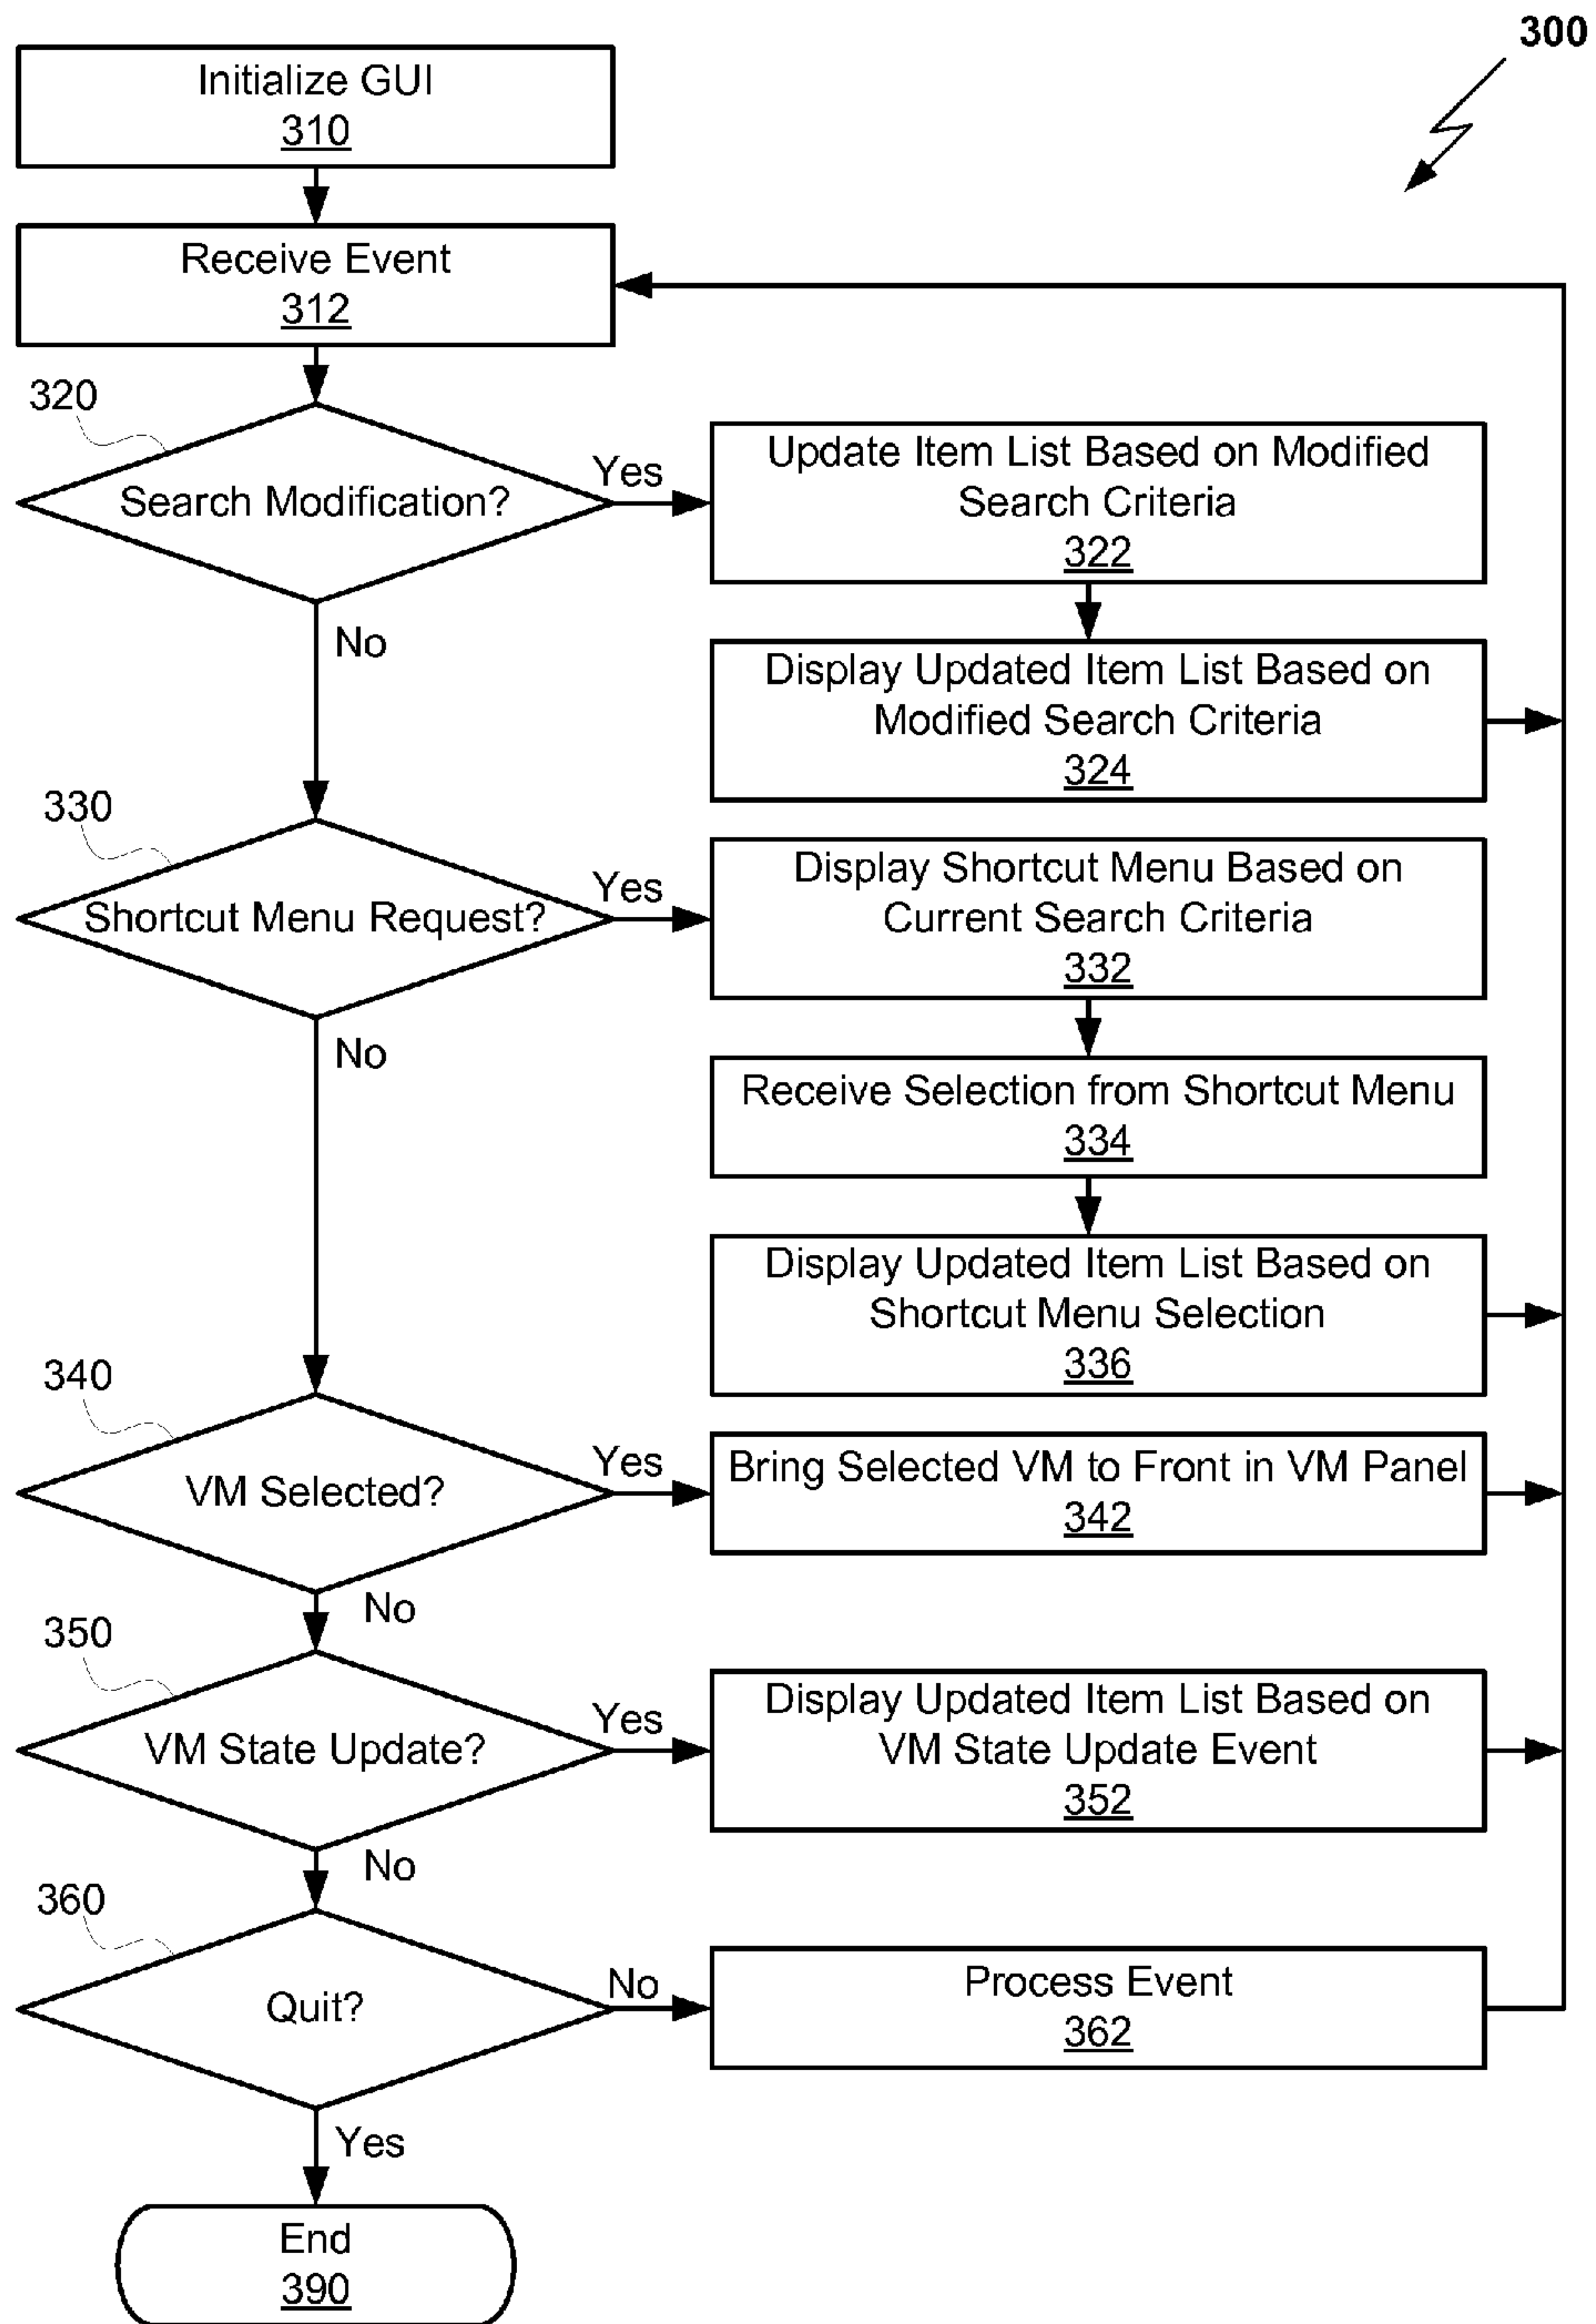 300
Initialize GUI
310
Receive Event
312
320
Search Modification?
Yes
No
Update Item List Based on Modified
Search Criteria
322
Display Updated Item List Based on
Modified Search Criteria
324
330
Shortcut Menu Request?
Yes
No
Display Shortcut Menu Based on
Current Search Criteria
332
Receive Selection from Shortcut Menu
334
Display Updated Item List Based on
Shortcut Menu Selection
336
340
VM Selected?
Yes
No
Bring Selected VM to Front in VM Panel
342
350
VM State Update?
Yes
No
Display Updated Item List Based on
VM State Update Event
352
360
Quit?
No
Yes
Process Event
362
End
390